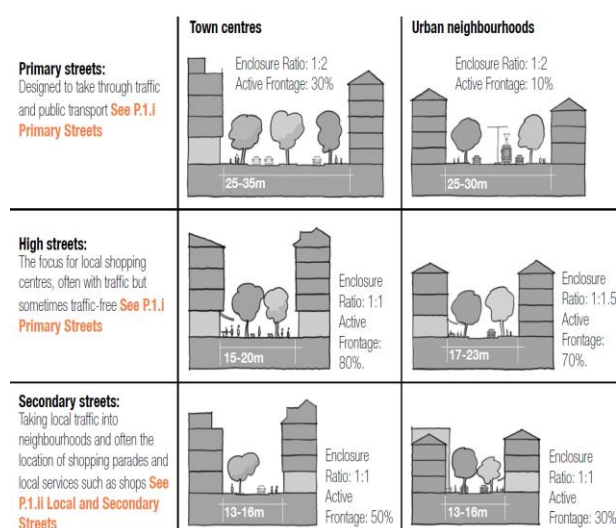 Town centres
Urban neighbourhoods
Primary streets:
Designed to take through traffic
and public transport See P.1.i
Primary Streets
Enclosure Ratio: 1:2
Active Frontage: 30%
25-35m
Enclosure Ratio: 1:2
Active Frontage: 10%
25-30m
High streets:
The focus for local shopping
centres, often with traffic but
sometimes traffic-free See P.1.i
Primary Streets
Enclosure
Ratio: 1:1
Active
Frontage:
80%.
15-20m
Enclosure
Ratio: 1:1.5
Active
Frontage:
70%.
17-23m
Secondary streets:
Taking local traffic into
neighbourhoods and often the
location of shopping parades and
local services such as shops See
P.1.ii Local and Secondary
Streets
Enclosure
Ratio: 1:1
Active
Frontage: 50%
13-16m
Enclosure
Ratio: 1:1
Active
Frontage: 30%
13-16m